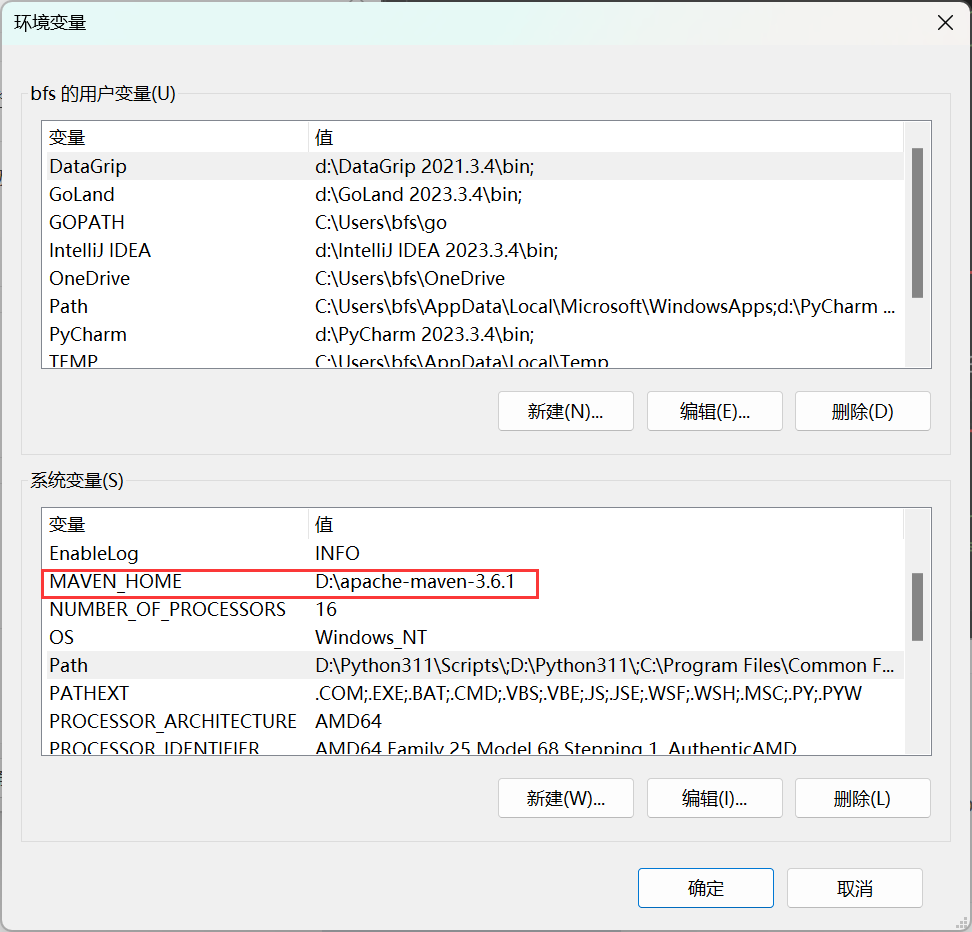 环境变量
bfs 的用户变量(U)
变量 值
DataGrip d:\DataGrip 2021.3.4\bin;
GoLand d:\GoLand 2023.3.4\bin;
GOPATH C:\Users\bfs\go
IntelliJ IDEA d:\IntelliJ IDEA 2023.3.4\bin;
OneDrive C:\Users\bfs\OneDrive
Path C:\Users\bfs\AppData\Local\Microsoft\WindowsApps;d:\PyCharm ...
PyCharm d:\PyCharm 2023.3.4\bin;
TEMP C:\Users\bfs\AppData\Local\Temp
新建(N)... 编辑(E)... 删除(D)
系统变量(S)
变量 值
EnableLog INFO
MAVEN_HOME D:\apache-maven-3.6.1
NUMBER_OF_PROCESSORS 16
OS Windows_NT
Path D:\Python311\Scripts\;D:\Python311\;C:\Program Files\Common F...
PATHEXT .COM;.EXE;.BAT;.CMD;.VBS;.VBE;.JS;.JSE;.WSF;.WSH;.MSC;.PY;.PYW
PROCESSOR_ARCHITECTURE AMD64
PROCESSOR_IDENTIFIER AMD64 Family 25 Model 68 Stepping 1, AuthenticAMD
新建(W)... 编辑(I)... 删除(L)
确定 取消